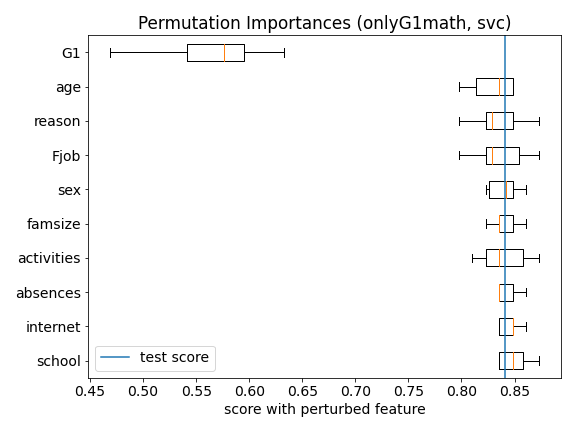 Permutation Importances (onlyG1math, svc)
G1
age
reason
Fjob
sex
famsize
activities
absences
internet
school
test score
0.45 0.50 0.55 0.60 0.65 0.70 0.75 0.80 0.85
score with perturbed feature